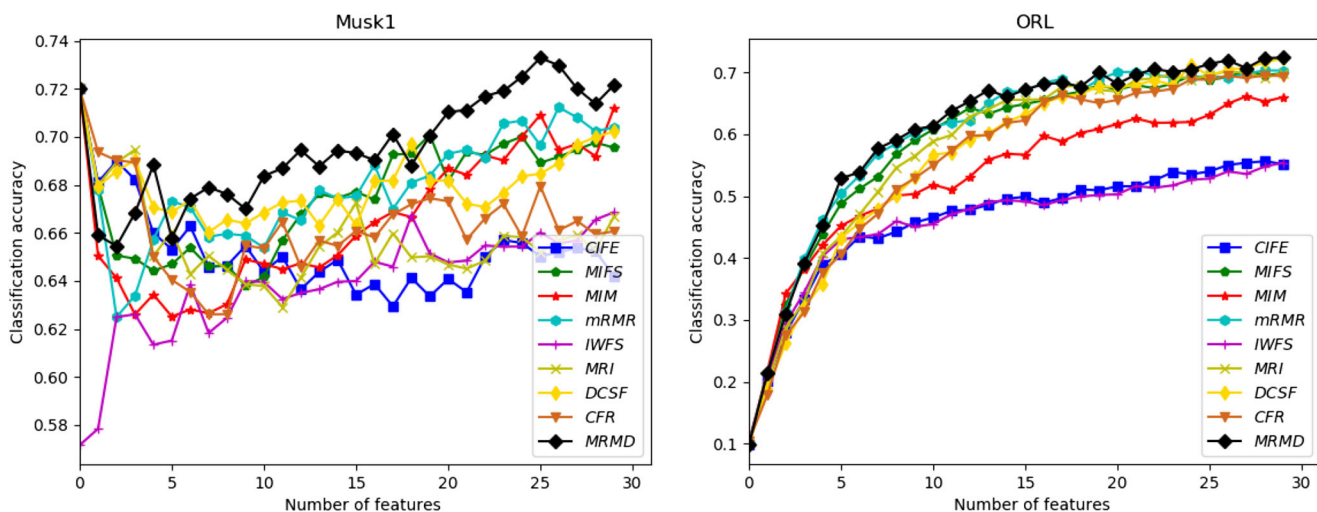 Musk1
Classification accuracy
0.74
0.72
0.70
0.68
0.66
0.64
0.62
0.60
0.58
0 5 10 15 20 25 30
Number of features
CIFE
MIFS
MIM
mRMR
IWFS
MRI
DCSF
CFR
MRMD
ORL
Classification accuracy
0.7
0.6
0.5
0.4
0.3
0.2
0.1
0 5 10 15 20 25 30
Number of features
CIFE
MIFS
MIM
mRMR
IWFS
MRI
DCSF
CFR
MRMD